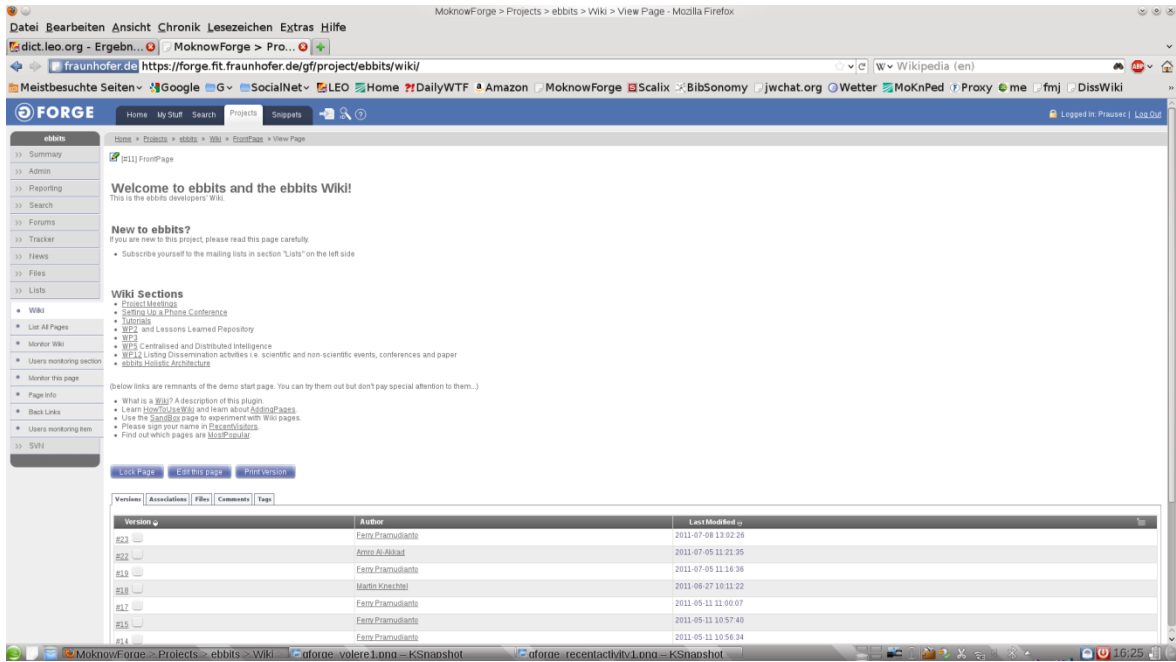 MoknowForge > Projects > ebbits > Wiki > View Page - Mozilla Firefox
Datei Bearbeiten Ansicht Chronik Lesezeichen Extras Hilfe
dict.leo.org - Ergebn... MoknowForge > Pro...
fraunhofer.de https://forge.fit.fraunhofer.de/gf/project/ebbits/wiki/ Wikipedia (en) ABP
Meistbesuchte Seiten Google G SocialNet LEO Home DailyWTF Amazon MoknowForge Scalix BibSonomy jwchat.org Wetter MoKnPed Proxy me fmj DissWiki
FORGE Home My Stuff Search Projects Snippets Logged In: Prausec | Log Out
ebbits
Home » Projects » ebbits » Wiki » FrontPage » View Page
>> Summary
>> Admin
>> Reporting
>> Search
>> Forums
>> Tracker
>> News
>> Files
>> Lists
Wiki
List All Pages
Monitor Wiki
Users monitoring section
Monitor this page
Page Info
Back Links
Users monitoring item
>> SVN
[#11] FrontPage
Welcome to ebbits and the ebbits Wiki!
This is the ebbits developers' Wiki.
New to ebbits?
If you are new to this project, please read this page carefully.
• Subscribe yourself to the mailing lists in section "Lists" on the left side
Wiki Sections
• Project Meetings
• Setting Up a Phone Conference
• Tutorials
• WP2 and Lessons Learned Repository
• WP3
• WP5 Centralised and Distributed Intelligence
• WP12 Listing Dissemination activities i.e. scientific and non-scientific events, conferences and paper
• ebbits Holistic Architecture
(below links are remnants of the demo start page. You can try them out but don't pay special attention to them...)
• What is a Wiki? A description of this plugin.
• Learn HowToUseWiki and learn about AddingPages.
• Use the SandBox page to experiment with Wiki pages.
• Please sign your name in RecentVisitors.
• Find out which pages are MostPopular.
Lock Page Edit this page Print Version
Versions Associations Files Comments Tags
Version Author Last Modified
#23 Ferry Pramudianto 2011-07-08 13:02:26
#22 Amro Al-Akkad 2011-07-05 11:21:35
#19 Ferry Pramudianto 2011-07-05 11:16:36
#18 Martin Knechtel 2011-06-27 10:11:22
#17 Ferry Pramudianto 2011-05-11 11:00:07
#15 Ferry Pramudianto 2011-05-11 10:57:40
#14 Ferry Pramudianto 2011-05-11 10:56:34
MoknowForge > Projects > ebbits > Wiki gforge_volere1.png – KSnapshot gforge_recentactivity1.png – KSnapshot 16:25